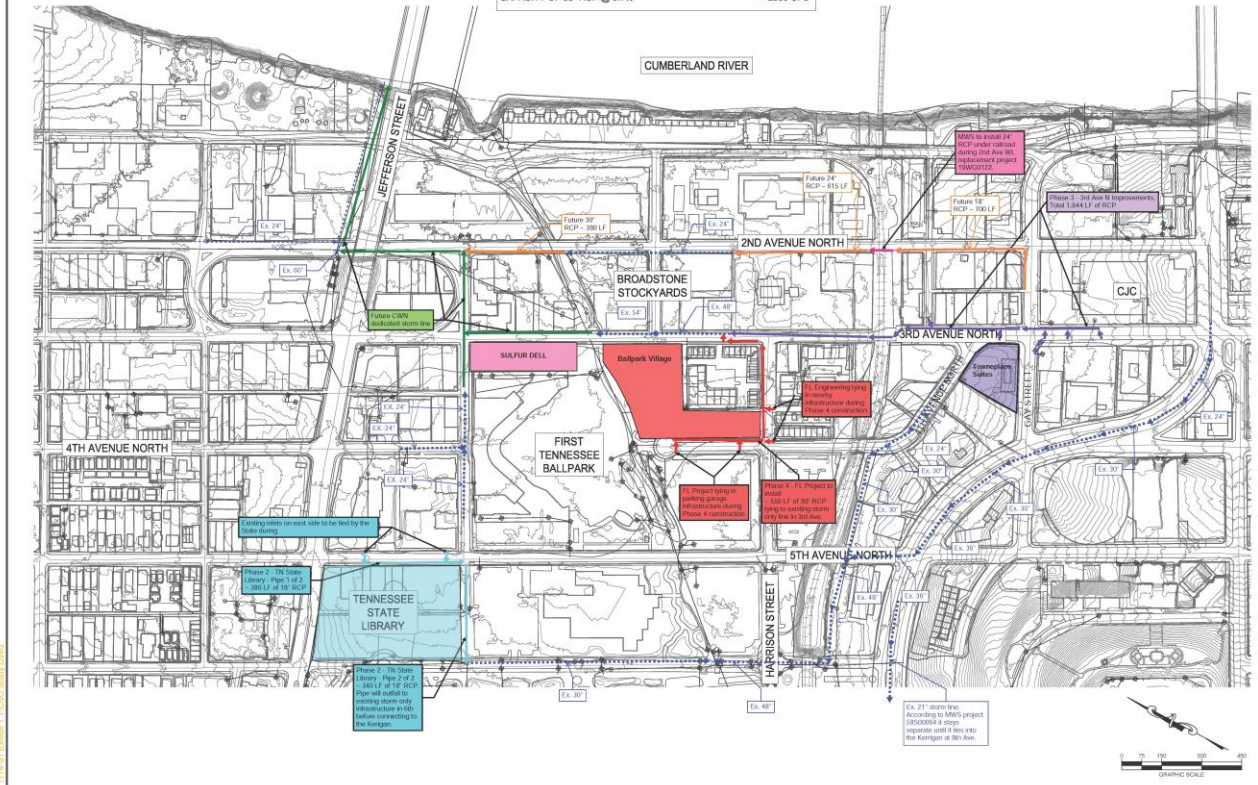 CUMBERLAND RIVER
JEFFERSON STREET
MWS to install 24"
RCP under railroad
during 2nd Ave WL
replacement project
19WG0122.
Future 24"
RCP ~ 615 LF
Future 18"
RCP ~ 700 LF
Phase 3 - 3rd Ave N Improvements,
Total 1,644 LF of RCP
Future 30"
RCP ~ 380 LF
Ex. 24"
Ex. 24"
2ND AVENUE NORTH
Ex. 60"
BROADSTONE
STOCKYARDS
CJC
Ex. 54"
Ex. 48"
Future CWN
dedicated storm line
3RD AVENUE NORTH
SULFUR DELL
Ballpark Village
Towneplace
Suites
GAY STREET
FL Engineering tying
in nearby
infrastructure during
Phase 4 construction
Ex. 24"
Ex. 24"
Ex. 24"
4TH AVENUE NORTH
FIRST
TENNESSEE
BALLPARK
Ex. 24"
Ex. 30"
Ex. 30"
Ex. 24"
FL Project tying in
parking garage
infrastructure during
Phase 4 construction
Phase 4 - FL Project to
install
~ 550 LF of 30" RCP
tying to existing storm
only line in 3rd Ave.
Ex. 30"
Ex. 30"
Existing inlets on east side to be tied by the
State during
Ex. 36"
5TH AVENUE NORTH
Phase 2 - TN State
Library - Pipe 1 of 2
~ 380 LF of 18" RCP
TENNESSEE
STATE
LIBRARY
Ex. 48"
Ex. 36"
HARRISON STREET
Phase 2 - TN State
Library - Pipe 2 of 2
~ 340 LF of 18" RCP.
Pipe will outfall to
existing storm only
infrastructure in 6th
before connecting to
the Kerigan.
Ex. 30"
Ex. 48"
Ex. 21" storm line.
According to MWS project
58S00064 it stays
separate until it ties into
the Kerrigan at 8th Ave.
0 75 150 300 450
GRAPHIC SCALE